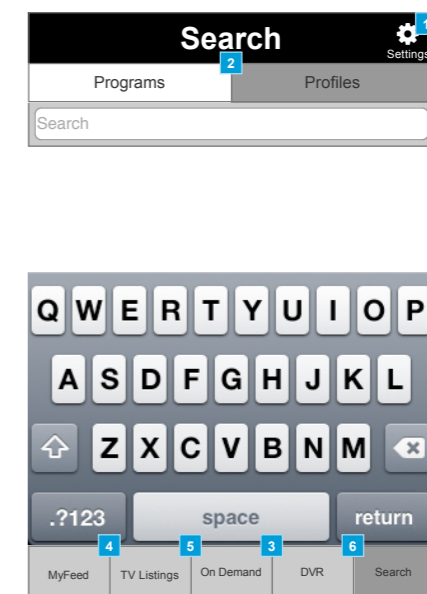 Search
1
Settings
2
Programs Profiles
Search
Q W E R T Y U I O P
A S D F G H J K L
Z X C V B N M
.?123 space return
4 5 3 6
MyFeed TV Listings On Demand DVR Search